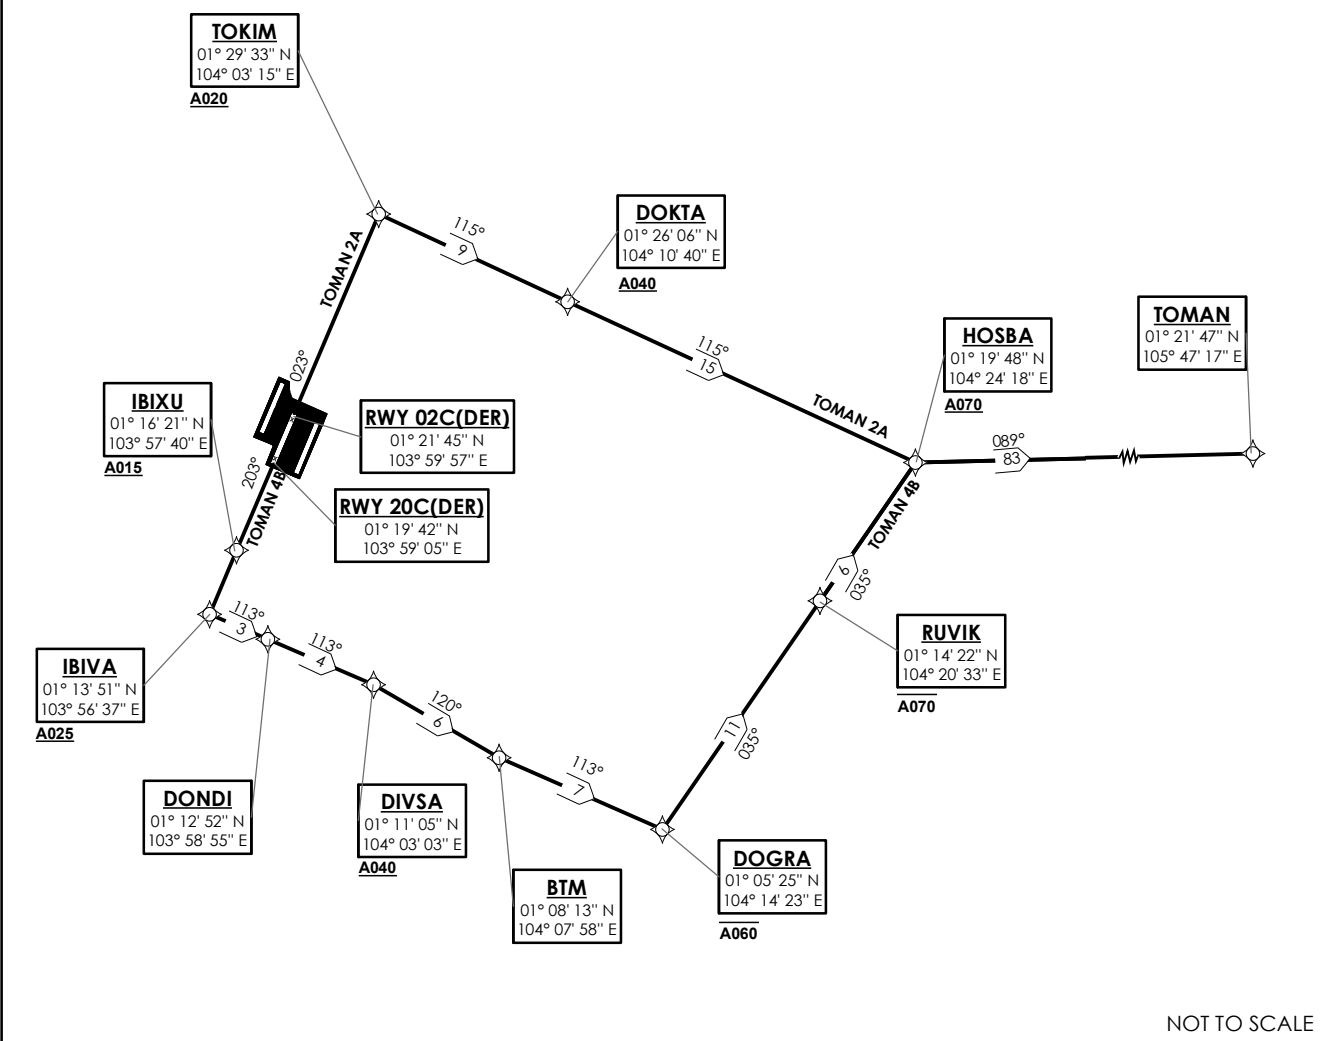 TOKIM
01° 29' 33" N
104° 03' 15" E
A020
TOMAN 2A
023°
115°
9
DOKTA
01° 26' 06" N
104° 10' 40" E
A040
115°
15
TOMAN 2A
HOSBA
01° 19' 48" N
104° 24' 18" E
A070
TOMAN
01° 21' 47" N
105° 47' 17" E
089°
83
IBIXU
01° 16' 21" N
103° 57' 40" E
A015
RWY 02C(DER)
01° 21' 45" N
103° 59' 57" E
RWY 20C(DER)
01° 19' 42" N
103° 59' 05" E
203°
TOMAN 4B
TOMAN 4B
6
035°
RUVIK
01° 14' 22" N
104° 20' 33" E
A070
IBIVA
01° 13' 51" N
103° 56' 37" E
A025
113°
3
113°
4
120°
6
113°
7
11
035°
DONDI
01° 12' 52" N
103° 58' 55" E
DIVSA
01° 11' 05" N
104° 03' 03" E
A040
BTM
01° 08' 13" N
104° 07' 58" E
DOGRA
01° 05' 25" N
104° 14' 23" E
A060
NOT TO SCALE